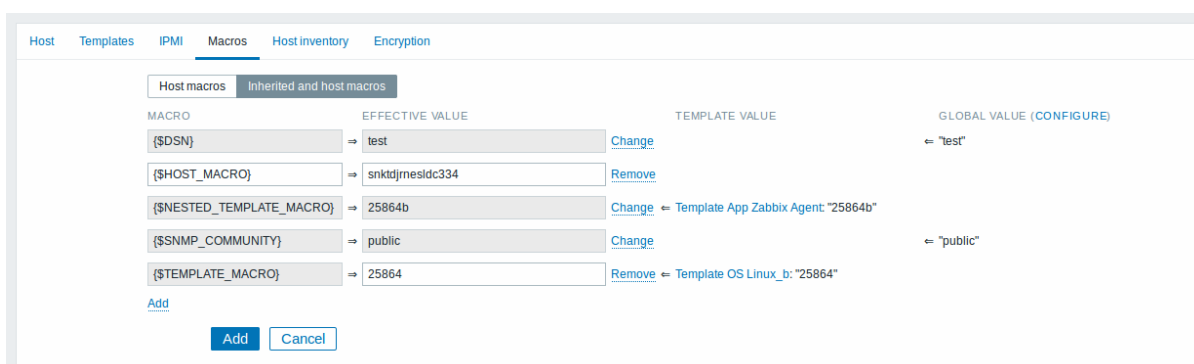 Host Templates IPMI Macros Host inventory Encryption
Host macros Inherited and host macros
MACRO EFFECTIVE VALUE TEMPLATE VALUE GLOBAL VALUE (CONFIGURE)
{$DSN} ⇒ test Change ⇐ "test"
{$HOST_MACRO} ⇒ snktdjrnesldc334 Remove
{$NESTED_TEMPLATE_MACRO} ⇒ 25864b Change ⇐ Template App Zabbix Agent: "25864b"
{$SNMP_COMMUNITY} ⇒ public Change ⇐ "public"
{$TEMPLATE_MACRO} ⇒ 25864 Remove ⇐ Template OS Linux_b: "25864"
Add
Add Cancel